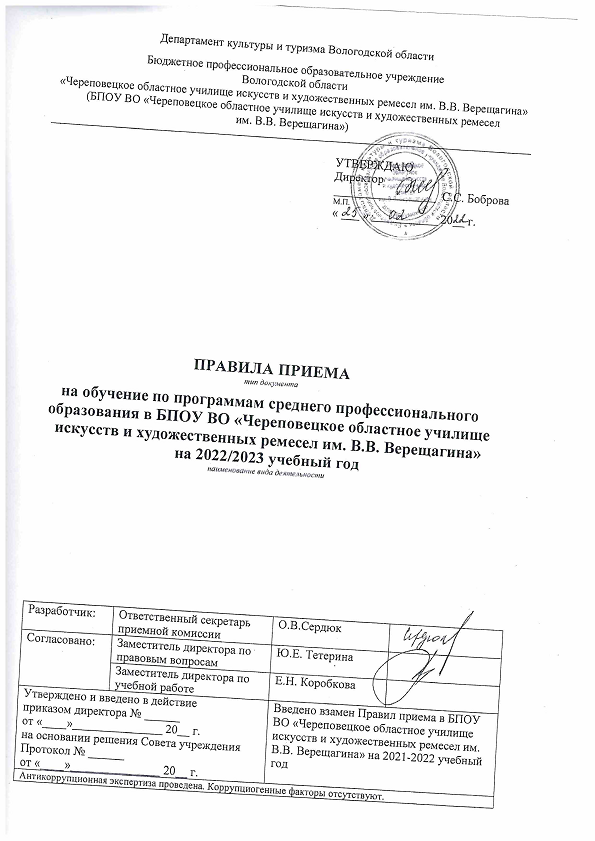 Департамент культуры и туризма Вологодской области
Бюджетное профессиональное образовательное учреждение
Вологодской области
«Череповецкое областное училище искусств и художественных ремесел им. В.В. Верещагина»
(БПОУ ВО «Череповецкое областное училище искусств и художественных ремесел
им. В.В. Верещагина»)
УТВЕРЖДАЮ
Директор
С.С. Боброва
М.П.
« 25 » 02 2022 г.
ПРАВИЛА ПРИЕМА
тип документа
на обучение по программам среднего профессионального
образования в БПОУ ВО «Череповецкое областное училище
искусств и художественных ремесел им. В.В. Верещагина»
на 2022/2023 учебный год
наименование вида деятельности
Разработчик:
Ответственный секретарь
приемной комиссии
О.В.Сердюк
Согласовано:
Заместитель директора по
правовым вопросам
Ю.Е. Тетерина
Заместитель директора по
учебной работе
Е.Н. Коробкова
Утверждено и введено в действие
приказом директора № ______
от «____»________________ 20__ г.
на основании решения Совета учреждения
Протокол № ______
от «____»________________ 20__ г.
Введено взамен Правил приема в БПОУ
ВО «Череповецкое областное училище
искусств и художественных ремесел им.
В.В. Верещагина» на 2021-2022 учебный
год
Антикоррупционная экспертиза проведена. Коррупциогенные факторы отсутствуют.